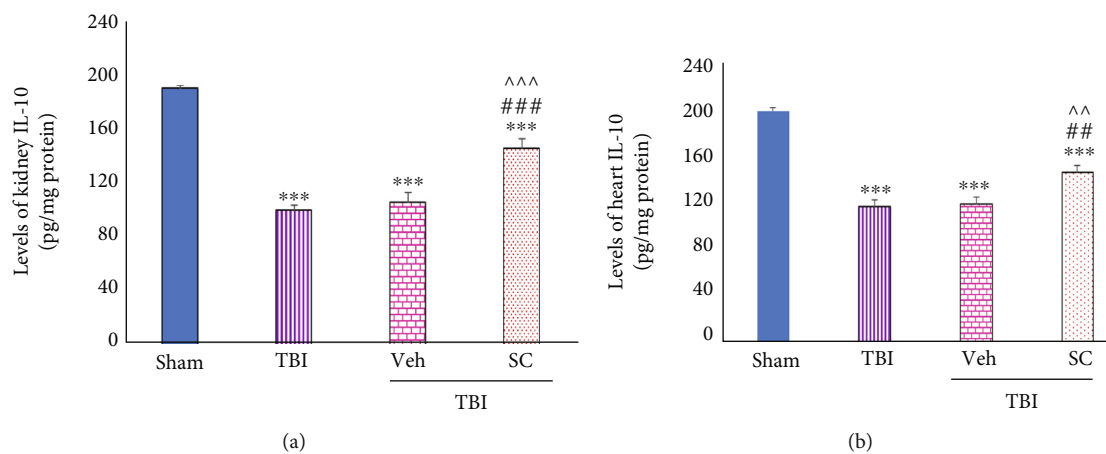 Levels of kidney IL-10
(pg/mg protein)
240
200
160
120
80
40
0
***
***
^^^
###
***
Sham
TBI
Veh
SC
TBI
(a)
Levels of heart IL-10
(pg/mg protein)
240
200
160
120
80
40
0
***
***
^^
##
***
Sham
TBI
Veh
SC
TBI
(b)